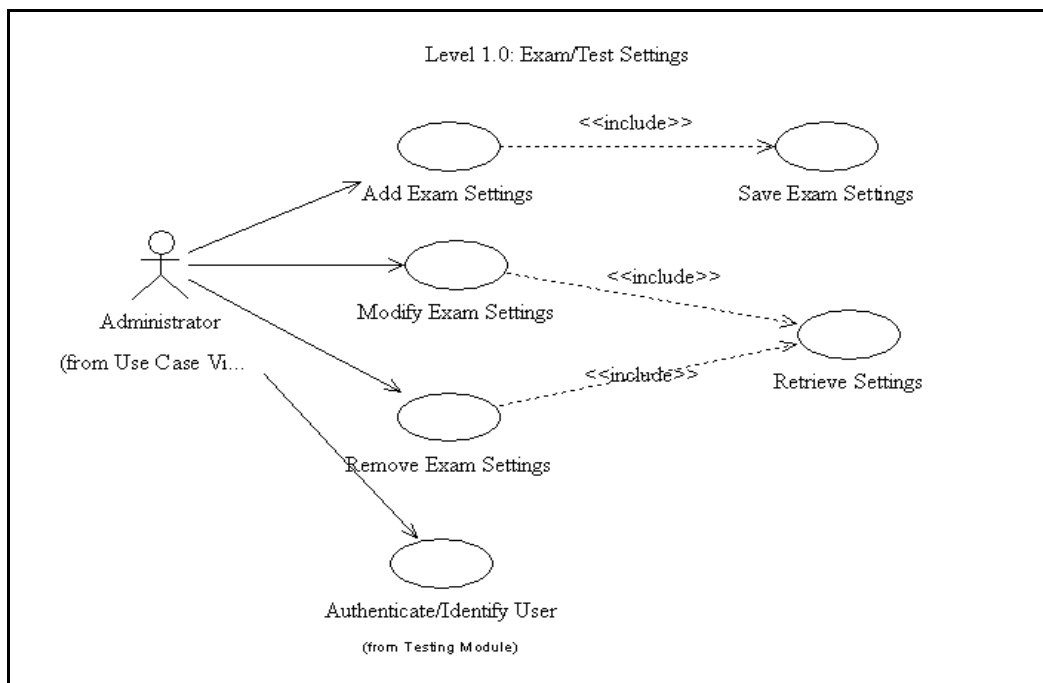 Level 1.0: Exam/Test Settings
<<include>>
Add Exam Settings
Save Exam Settings
<<include>>
Modify Exam Settings
Administrator
(from Use Case Vi...
<<include>>
Retrieve Settings
Remove Exam Settings
Authenticate/Identify User
(from Testing Module)